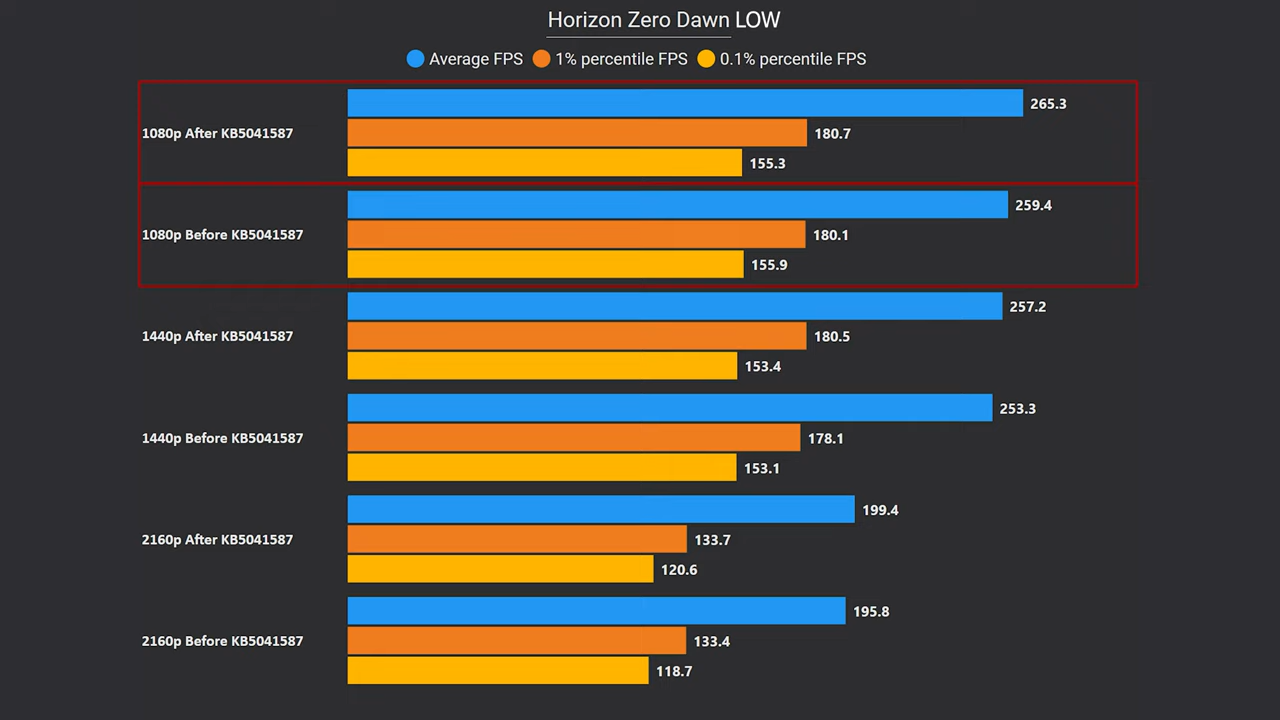 Horizon Zero Dawn LOW
Average FPS 1% percentile FPS 0.1% percentile FPS
1080p After KB5041587
265.3
180.7
155.3
1080p Before KB5041587
259.4
180.1
155.9
1440p After KB5041587
257.2
180.5
153.4
1440p Before KB5041587
253.3
178.1
153.1
2160p After KB5041587
199.4
133.7
120.6
2160p Before KB5041587
195.8
133.4
118.7